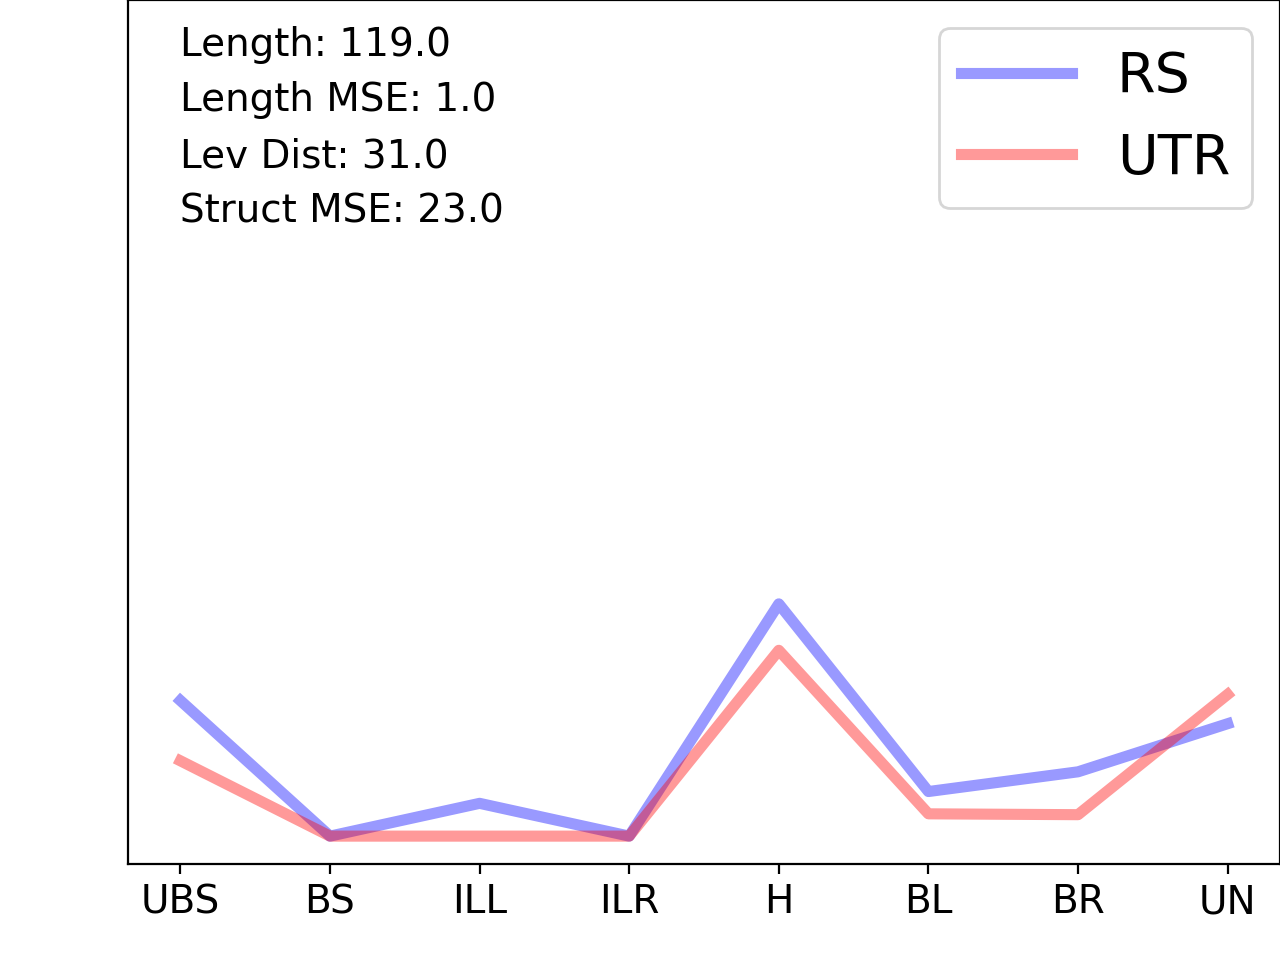 Length: 119.0
Length MSE: 1.0
Lev Dist: 31.0
Struct MSE: 23.0
RS
UTR
UBS BS ILL ILR H BL BR UN